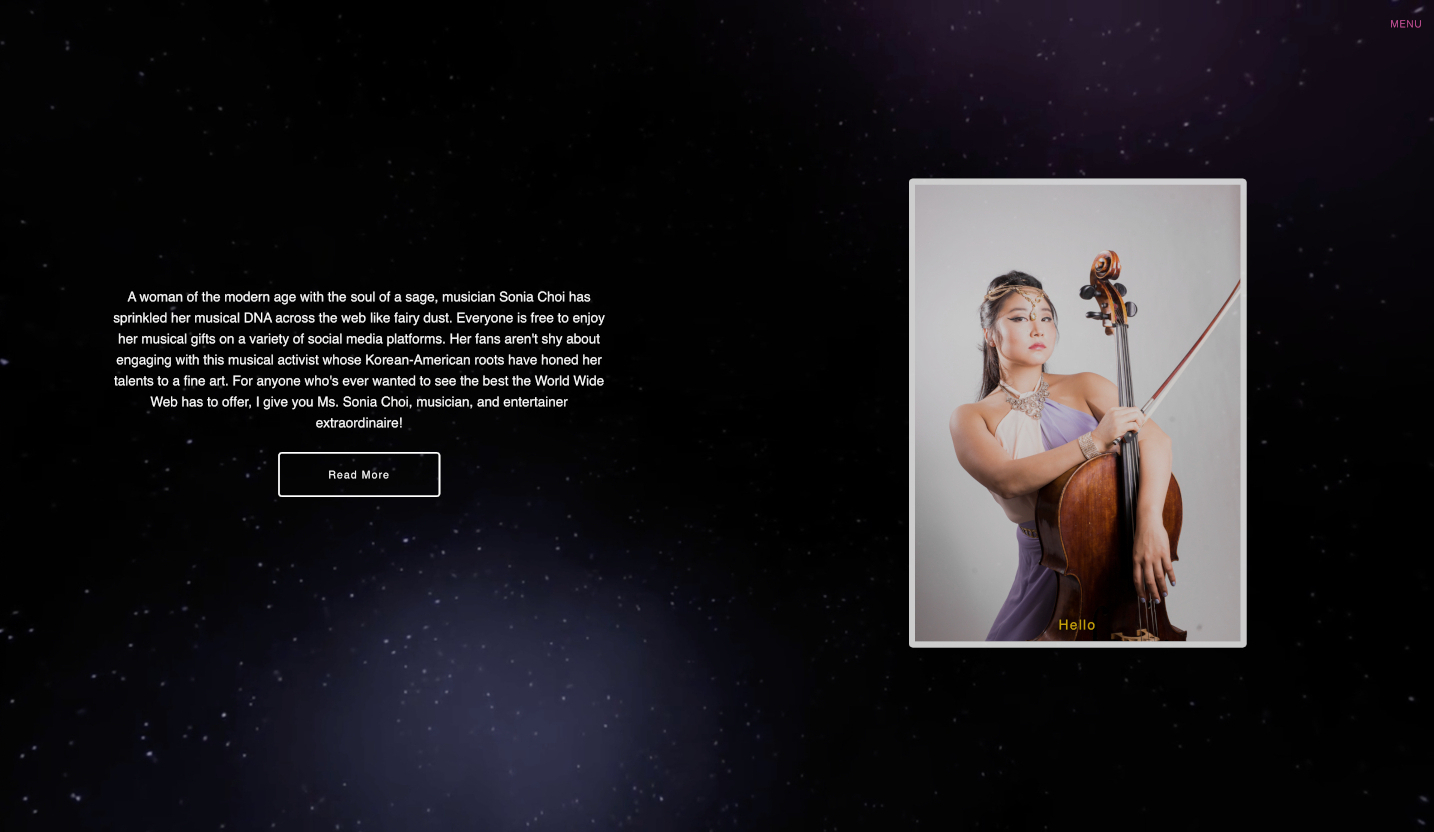 MENU
A woman of the modern age with the soul of a sage, musician Sonia Choi has
sprinkled her musical DNA across the web like fairy dust. Everyone is free to enjoy
her musical gifts on a variety of social media platforms. Her fans aren't shy about
engaging with this musical activist whose Korean-American roots have honed her
talents to a fine art. For anyone who's ever wanted to see the best the World Wide
Web has to offer, I give you Ms. Sonia Choi, musician, and entertainer
extraordinaire!
Read More
Hello